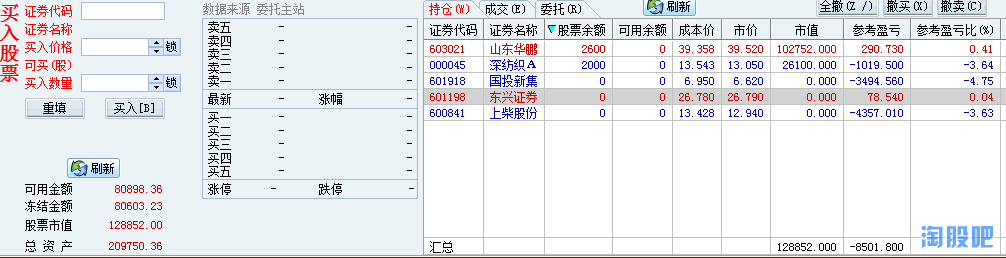 买入股票
证券代码
证券名称
买入价格 锁
可买(股)
买入数量 锁
重填 买入[B]
刷新
可用金额 80898.36
冻结金额 80603.23
股票市值 128852.00
总 资 产 209750.36
数据来源 委托主站
卖五 - -
卖四 - -
卖三 - -
卖二 - -
卖一 - -
最新 - 涨幅 -
买一 - -
买二 - -
买三 - -
买四 - -
买五 - -
涨停 - 跌停 -
持仓(W) 成交(E) 委托(R) 刷新 全撤(Z /) 撤买(X) 撤卖(C)
证券代码 证券名称 股票余额 可用余额 成本价 市价 市值 参考盈亏 参考盈亏比(%)
603021 山东华鹏 2600 0 39.358 39.520 102752.000 290.730 0.41
000045 深纺织A 2000 0 13.543 13.050 26100.000 -1019.500 -3.64
601918 国投新集 0 0 6.950 6.620 0.000 -3494.560 -4.75
601198 东兴证券 0 0 26.780 26.790 0.000 78.540 0.04
600841 上柴股份 0 0 13.428 12.940 0.000 -4357.010 -3.63
汇总 128852.000 -8501.800
淘股吧